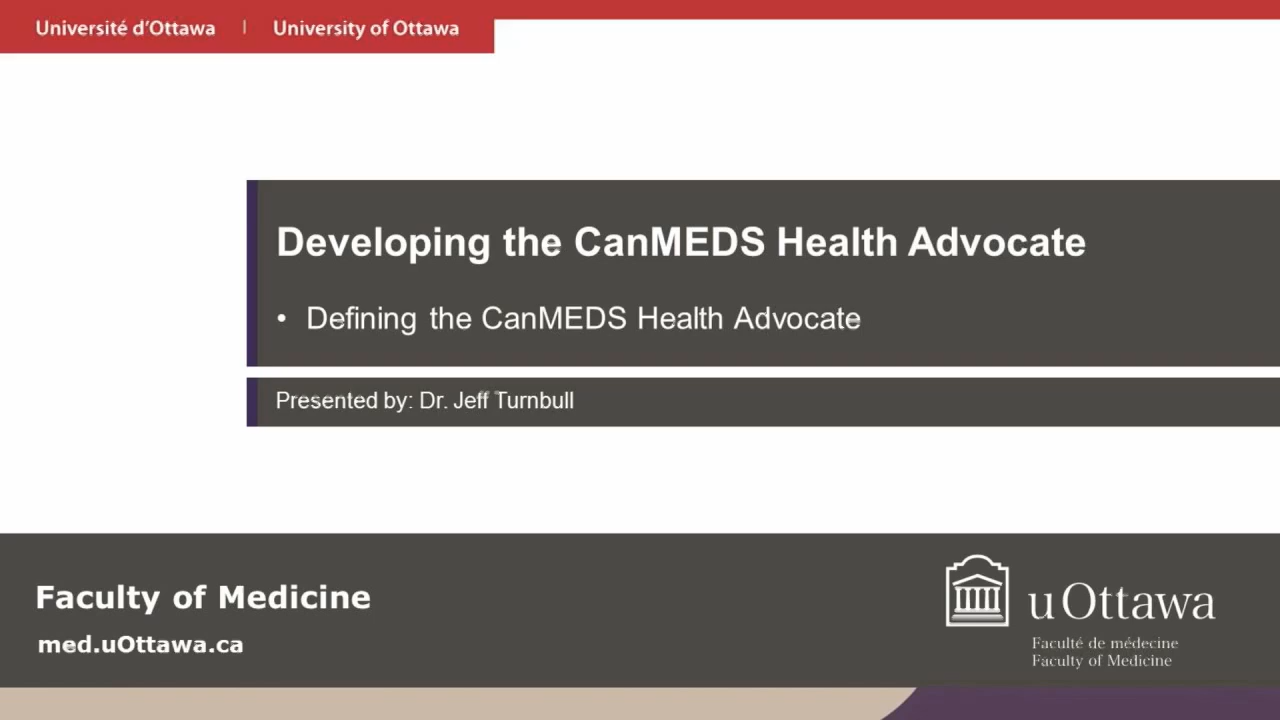 Université d'Ottawa | University of Ottawa
Developing the CanMEDS Health Advocate
• Defining the CanMEDS Health Advocate
Presented by: Dr. Jeff Turnbull
Faculty of Medicine
med.uOttawa.ca
uOttawa
Faculté de médecine
Faculty of Medicine